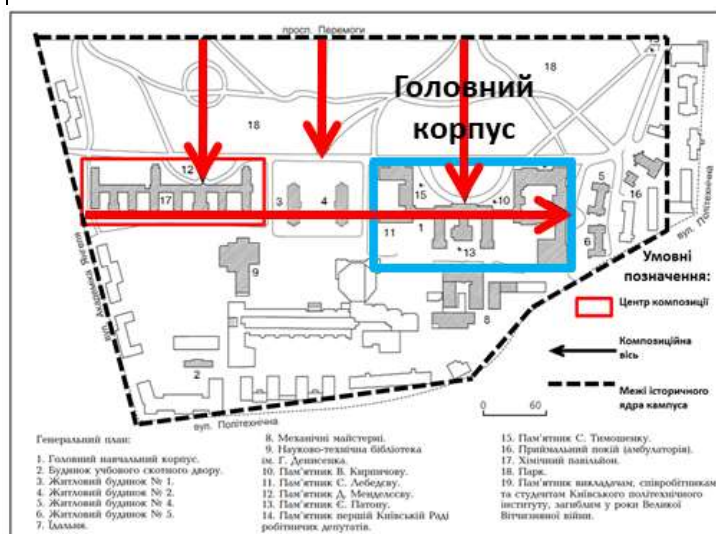 просп. Перемоги
18
18
Головний
корпус
12
17
3
4
15
10
11
1
13
5
16
6
9
8
2
вул. Політехнічна
вул. Академіка Янгеля
вул. Політехнічна
0 60
Умовні
позначення:
Центр композиції
Композиційна
вісь
Межі історичного
ядра кампуса
Генеральний план:
1. Головний навчальний корпус.
2. Будинок учбового скотного двору.
3. Житловий будинок № 1.
4. Житловий будинок № 2.
5. Житловий будинок № 4.
6. Житловий будинок № 5.
7. Їдальня.
8. Механічні майстерні.
9. Науково-технічна бібліотека
ім. Г. Денисенка.
10. Пам'ятник В. Кирпичову.
11. Пам'ятник С. Лебедєву.
12. Пам'ятник Д. Менделєєву.
13. Пам'ятник Є. Патону.
14. Пам'ятник першій Київській Раді
робітничих депутатів.
15. Пам'ятник С. Тимошенку.
16. Приймальний покій (амбулаторія).
17. Хімічний павільйон.
18. Парк.
19. Пам'ятник викладачам, співробітникам
та студентам Київського політехнічного
інституту, загиблим у роки Великої
Вітчизняної війни.